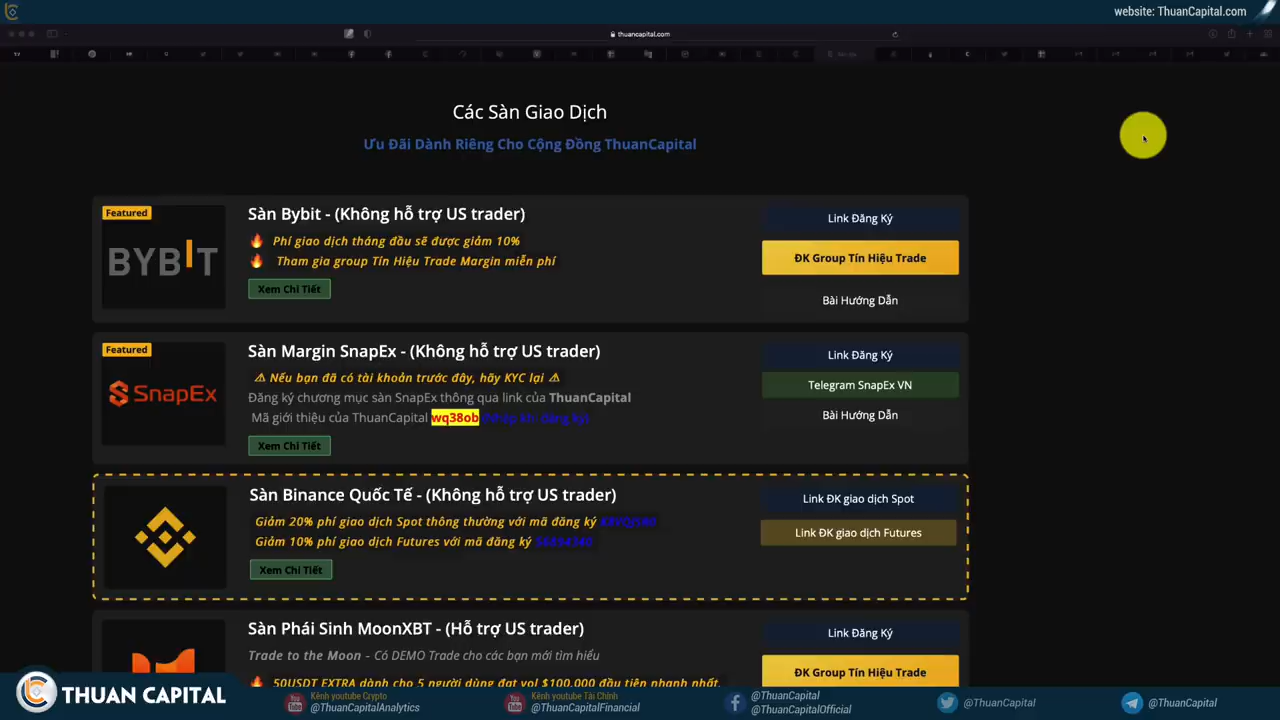 website: ThuanCapital.com
thuancapital.com
Các Sàn Giao Dịch
Ưu Đãi Dành Riêng Cho Cộng Đồng ThuanCapital
Featured
BYBIT
Sàn Bybit - (Không hỗ trợ US trader)
Phí giao dịch tháng đầu sẽ được giảm 10%
Tham gia group Tín Hiệu Trade Margin miễn phí
Xem Chi Tiết
Link Đăng Ký
ĐK Group Tín Hiệu Trade
Bài Hướng Dẫn
Featured
SnapEx
Sàn Margin SnapEx - (Không hỗ trợ US trader)
⚠ Nếu bạn đã có tài khoản trước đây, hãy KYC lại ⚠
Đăng ký chương mục sàn SnapEx thông qua link của ThuanCapital
Mã giới thiệu của ThuanCapital wq38ob (nhập khi đăng ký)
Xem Chi Tiết
Link Đăng Ký
Telegram SnapEx VN
Bài Hướng Dẫn
Sàn Binance Quốc Tế - (Không hỗ trợ US trader)
Giảm 20% phí giao dịch Spot thông thường với mã đăng ký
Giảm 10% phí giao dịch Futures với mã đăng ký
Xem Chi Tiết
Link ĐK giao dịch Spot
Link ĐK giao dịch Futures
Sàn Phái Sinh MoonXBT - (Hỗ trợ US trader)
Trade to the Moon - Có DEMO Trade cho các bạn mới tìm hiểu
50USDT EXTRA dành cho 5 người dùng đạt vol $100,000 đầu tiên nhanh nhất.
Link Đăng Ký
ĐK Group Tín Hiệu Trade
THUAN CAPITAL
Kênh youtube Crypto
@ThuanCapitalAnalytics
Kênh youtube Tài Chính
@ThuanCapitalFinancial
@ThuanCapital
@ThuanCapitalOfficial
@ThuanCapital
@ThuanCapital